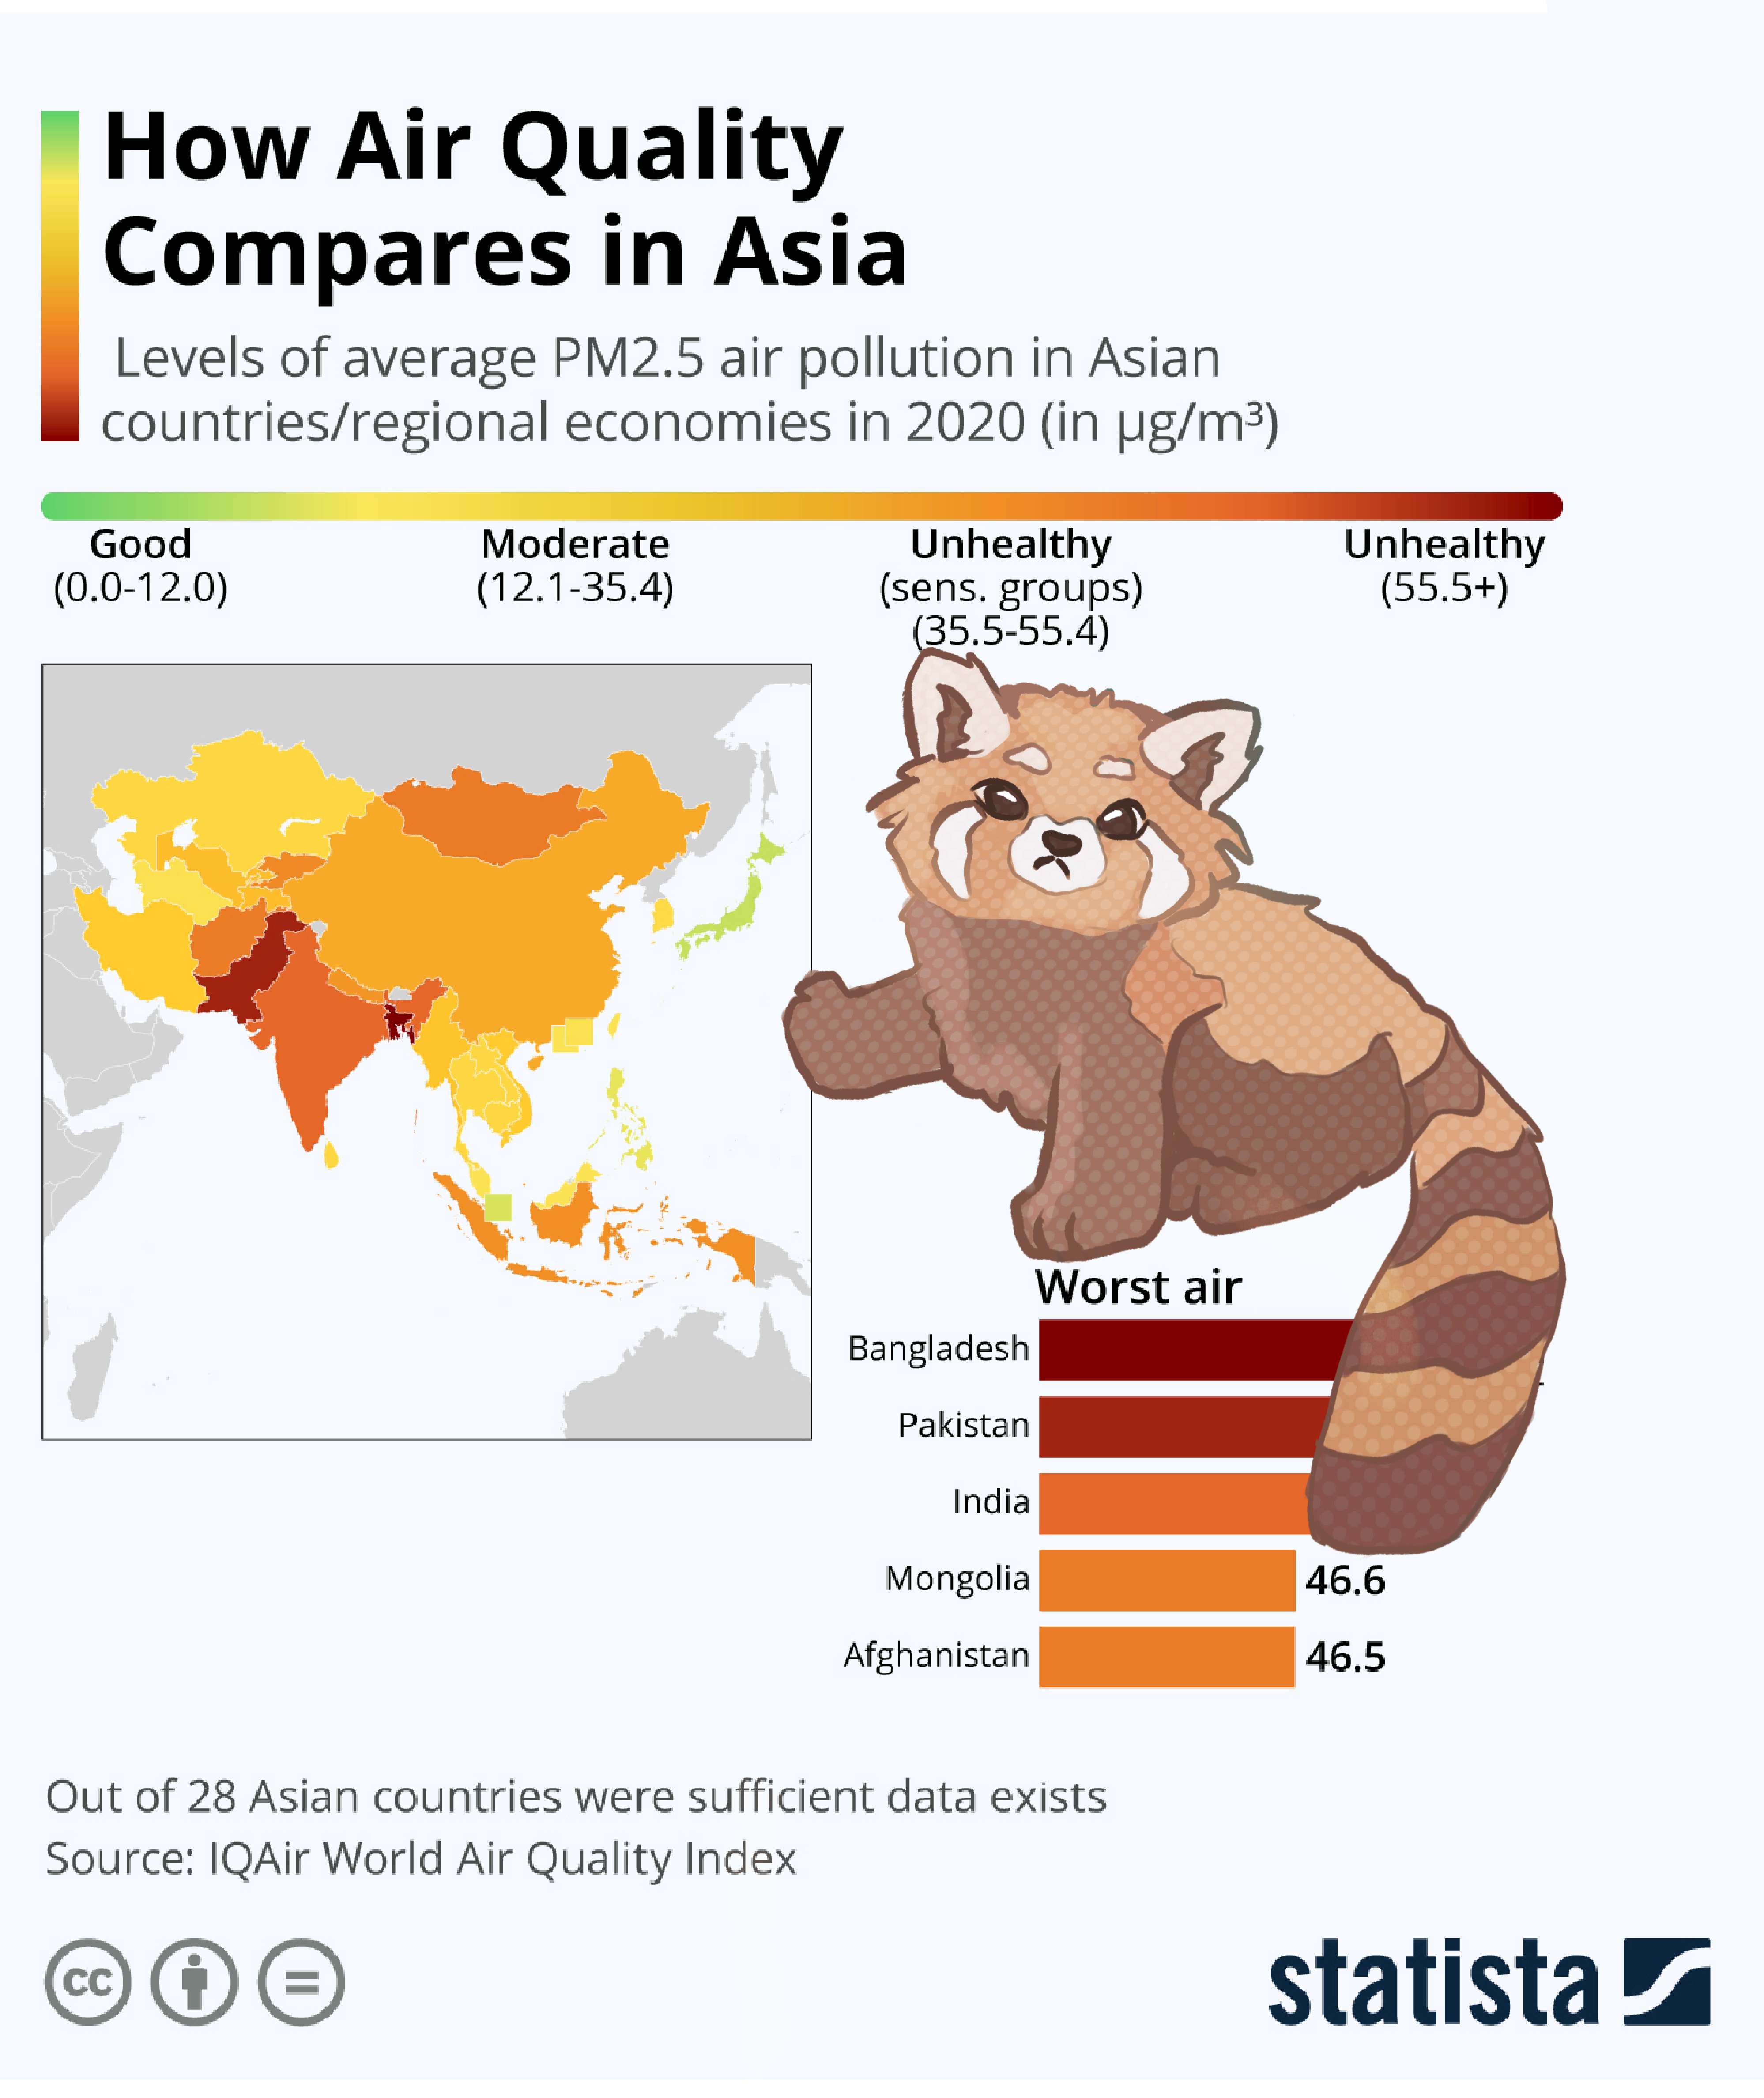 How Air Quality
Compares in Asia
Levels of average PM2.5 air pollution in Asian
countries/regional economies in 2020 (in µg/m³)
Good
(0.0-12.0)
Moderate
(12.1-35.4)
Unhealthy
(sens. groups)
(35.5-55.4)
Unhealthy
(55.5+)
Worst air
Bangladesh
Pakistan
India
Mongolia 46.6
Afghanistan 46.5
Out of 28 Asian countries were sufficient data exists
Source: IQAir World Air Quality Index
cc
statista